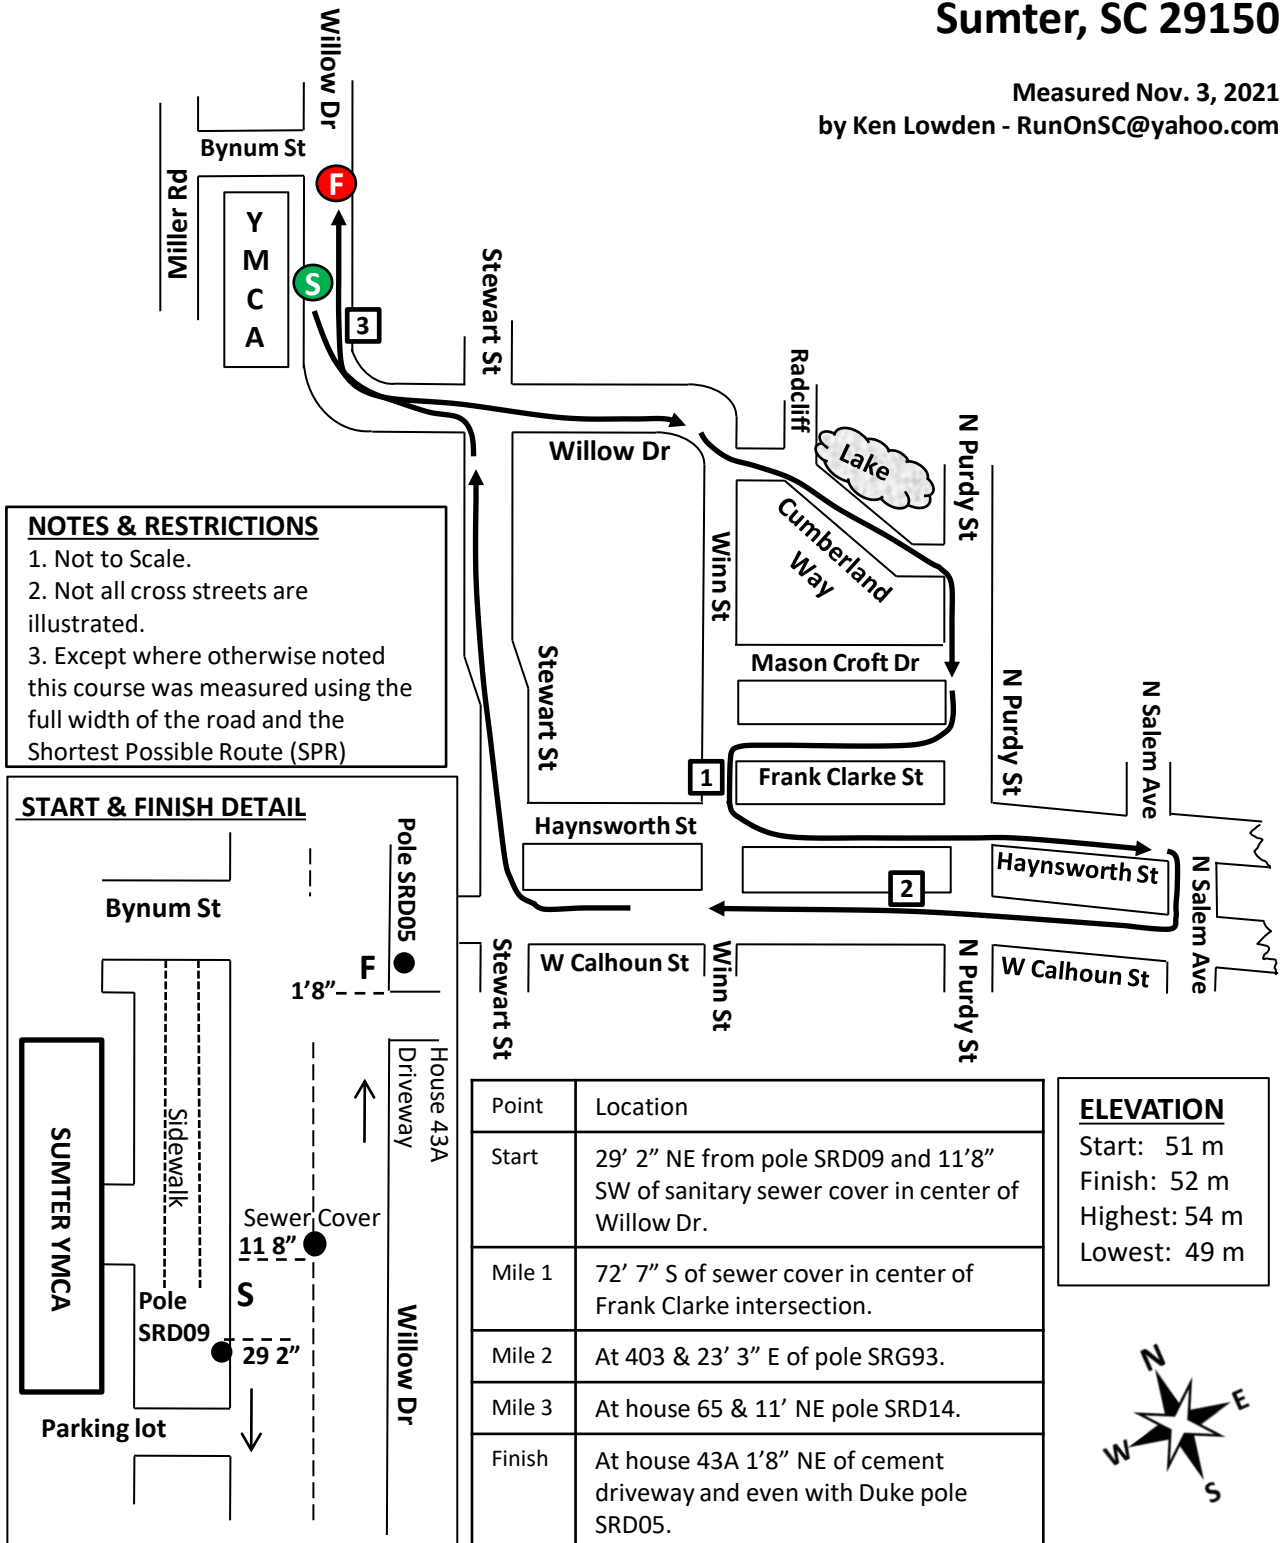 Sumter, SC 29150
Measured Nov. 3, 2021
by Ken Lowden - RunOnSC@yahoo.com
Willow Dr
Bynum St
Miller Rd
F
YMCA
S
3
Stewart St
Radcliff
Lake
N Purdy St
Willow Dr
Cumberland
Way
Winn St
Mason Croft Dr
Stewart St
N Purdy St
N Salem Ave
1
Frank Clarke St
Haynsworth St
Haynsworth St
2
N Salem Ave
Stewart St
W Calhoun St
Winn St
N Purdy St
W Calhoun St
NOTES & RESTRICTIONS
1. Not to Scale.
2. Not all cross streets are
illustrated.
3. Except where otherwise noted
this course was measured using the
full width of the road and the
Shortest Possible Route (SPR)
START & FINISH DETAIL
Pole SRD05
Bynum St
F
1’8”
House 43A
Driveway
Sidewalk
SUMTER YMCA
Sewer Cover
11 8”
S
Pole
SRD09
29 2”
Willow Dr
Parking lot
Point Location
Start 29’ 2” NE from pole SRD09 and 11’8”
SW of sanitary sewer cover in center of
Willow Dr.
Mile 1 72’ 7” S of sewer cover in center of
Frank Clarke intersection.
Mile 2 At 403 & 23’ 3” E of pole SRG93.
Mile 3 At house 65 & 11’ NE pole SRD14.
Finish At house 43A 1’8” NE of cement
driveway and even with Duke pole
SRD05.
ELEVATION
Start: 51 m
Finish: 52 m
Highest: 54 m
Lowest: 49 m
N
E
W
S